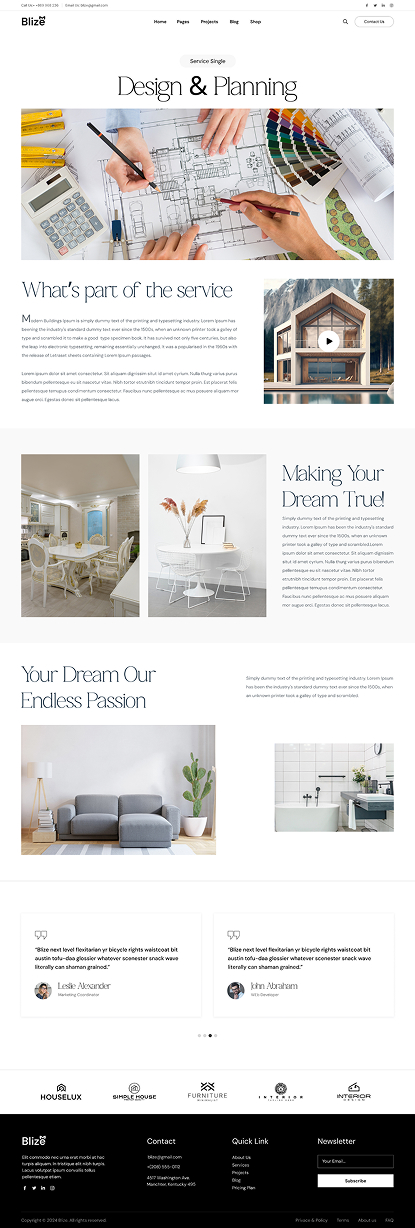 Call Us: +880 556 226 Email Us: blize@gmail.com
Blize
Home Pages Projects Blog Shop
Contact Us
Service Single
Design & Planning
What's part of the service
Modern Buildings Ipsum is simply dummy text of the printing and typesetting industry. Lorem Ipsum has
beming the industry's standard dummy text ever since the 1500s, when an unknown printer took a galley of
type and scrambled it to make a good type specimen book. It has survived not only five centuries, but also
the leap into electronic typesetting, remaining essentially unchanged. It was a popularised in the 1960s with
the release of Letraset sheets containing Lorem Ipsum passages.
Lorem ipsum dolor sit amet consectetur. Sit aliquam dignissim situt id amet cursim. Nulla varius purus
bibendum pellentesque eu sit nascetur vitae. Nibh tortor entutnibh tincidunt tempor proin. Est placerat
pellentesque tellus diamlorem commodo consectetur. Faucibus nunc pellentesque ac mus posuere aliquam mor
augue orci. Egestas donec sit pellentesque lacus.
Making Your
Dream True!
Simply dummy text of the printing and typesetting
industry. Lorem Ipsum has been the industry's standard
dummy text ever since the 1500s, when an unknown
printer took a galley of type and scrambled Lorem
ipsum dolor sit amet consectetur. Sit aliquam dignissim
situt id amet cursim. Nulla varius purus bibendum
pellentesque eu sit nascetur vitae. Nibh tortor
entutnibh tincidunt tempor proin. Est placerat
pellentesque tellus diamlorem commodo consectetur.
Faucibus nunc pellentesque ac mus posuere aliquam
mor augue orci. Egestas donec sit pellentesque lacus.
Your Dream Our
Endless Passion
Simply dummy text of the printing and typesetting industry. Lorem Ipsum
has been the industry's standard dummy text ever since the 1500s, when
an unknown printer took a galley of type and scrambled.
"Blize next level flexitarian yr bicycle rights waistcoat bit
austin tofu-daa glossier whatever scenester snack wave
literally can shaman grained."
Leslie Alexander
Marketing Coordinator
"Blize next level flexitarian yr bicycle rights waistcoat bit
austin tofu-daa glossier whatever scenester snack wave
literally can shaman grained."
John Abraham
Web Developer
HOUSELUX
SIMPLE HOUSE
FURNITURE
MINIMALIST
INTERIOR
INTERIOR
DESIGN
Blize
Elit commodo nec urna erat morbi at hac
turpis aliquam. In tristique elit nibh turpis.
Lacus volutpat ipsum convallis tellus
pellentesque etiam.
Contact
blize@gmail.com
+(208) 555-0112
4517 Washington Ave.
Manchter, Kentucky 495
Quick Link
About Us
Services
Projects
Blog
Pricing Plan
Newsletter
Your Email...
Subscribe
Copyright © 2024 Blize. All rights reserved.
Privacy & Policy Terms About us FAQ